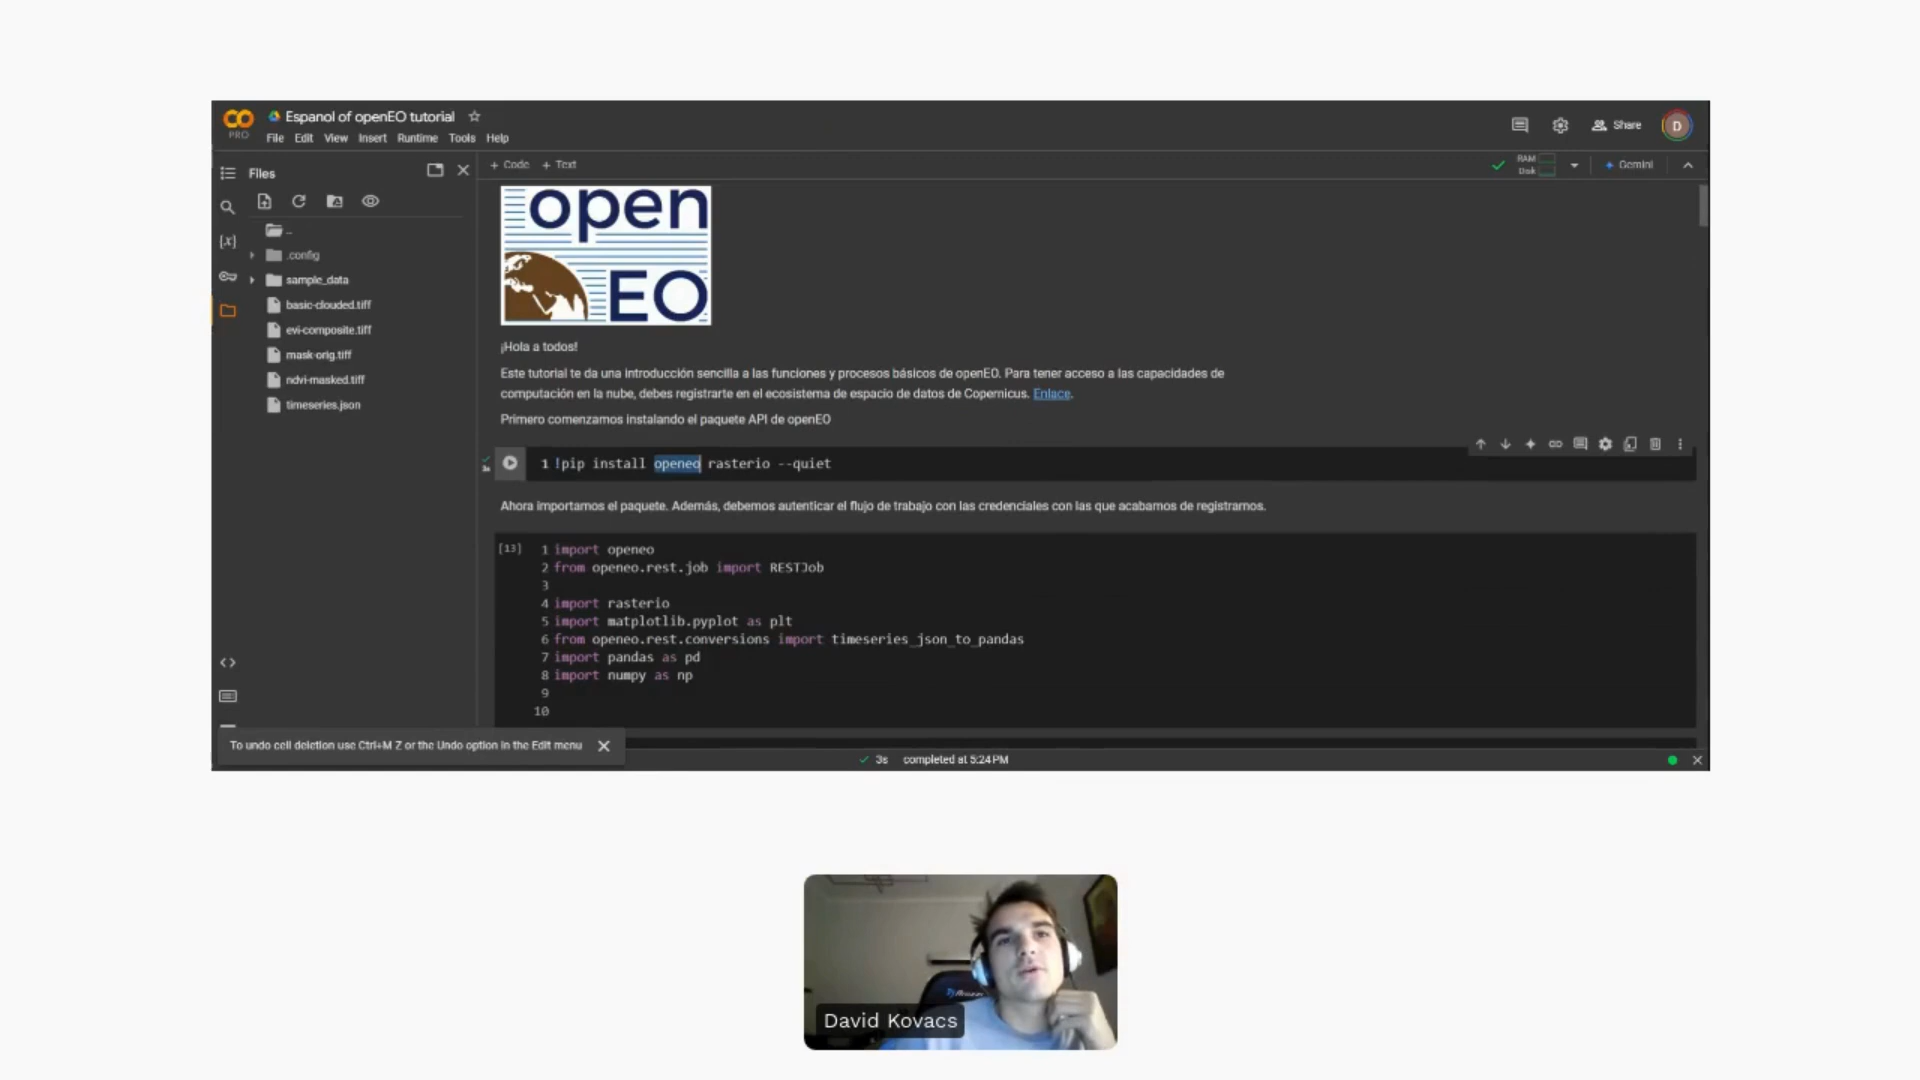 Espanol of openEO tutorial
PRO
File Edit View Insert Runtime Tools Help
Share
D
Files
+ Code + Text
RAM
Disk
Gemini
..
.config
sample_data
basic-clouded.tiff
evi-composite.tiff
mask-orig.tiff
ndvi-masked.tiff
timeseries.json
open
EO
¡Hola a todos!
Este tutorial te da una introducción sencilla a las funciones y procesos básicos de openEO. Para tener acceso a las capacidades de
computación en la nube, debes registrarte en el ecosistema de espacio de datos de Copernicus. Enlace.
Primero comenzamos instalando el paquete API de openEO
3s
1 !pip install openeo rasterio --quiet
Ahora importamos el paquete. Además, debemos autenticar el flujo de trabajo con las credenciales con las que acabamos de registrarnos.
[13]
1 import openeo
2 from openeo.rest.job import RESTJob
3
4 import rasterio
5 import matplotlib.pyplot as plt
6 from openeo.rest.conversions import timeseries_json_to_pandas
7 import pandas as pd
8 import numpy as np
9
10
To undo cell deletion use Ctrl+M Z or the Undo option in the Edit menu
3s completed at 5:24 PM
David Kovacs